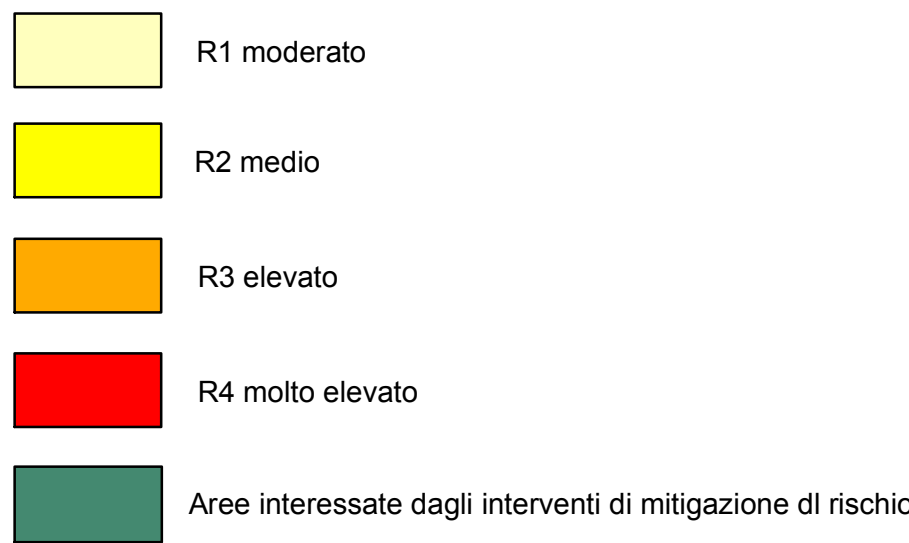 R1 moderato
R2 medio
R3 elevato
R4 molto elevato
Aree interessate dagli interventi di mitigazione dl rischio